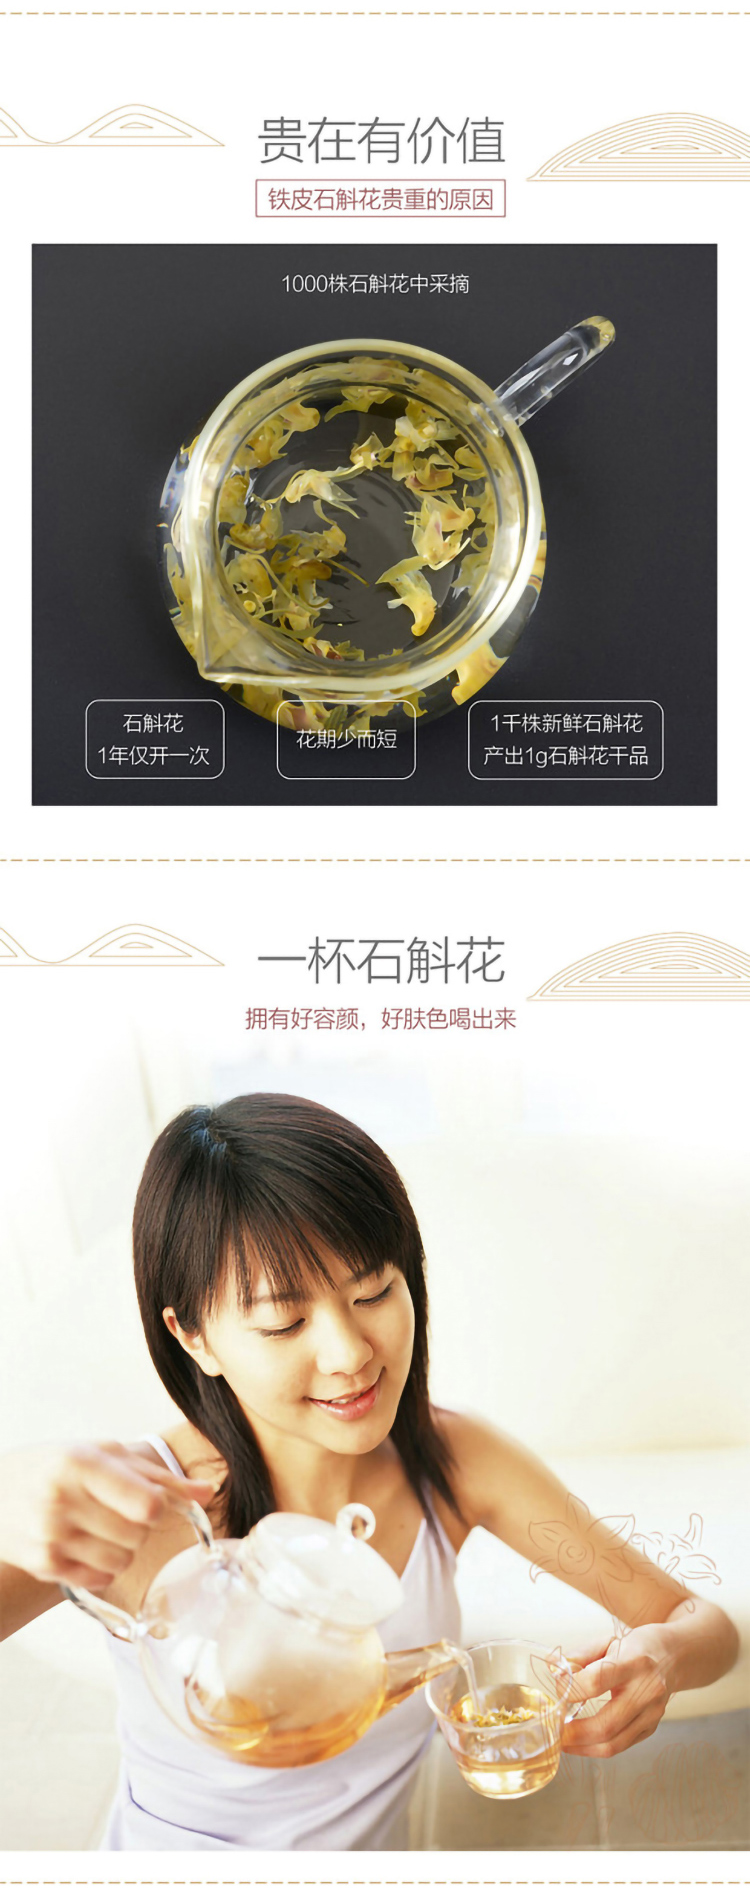 贵在有价值
铁皮石斛花贵重的原因
1000株石斛花中采摘
石斛花
1年仅开一次
花期少而短
1千株新鲜石斛花
产出1g石斛花干品
一杯石斛花
拥有好容颜，好肤色喝出来